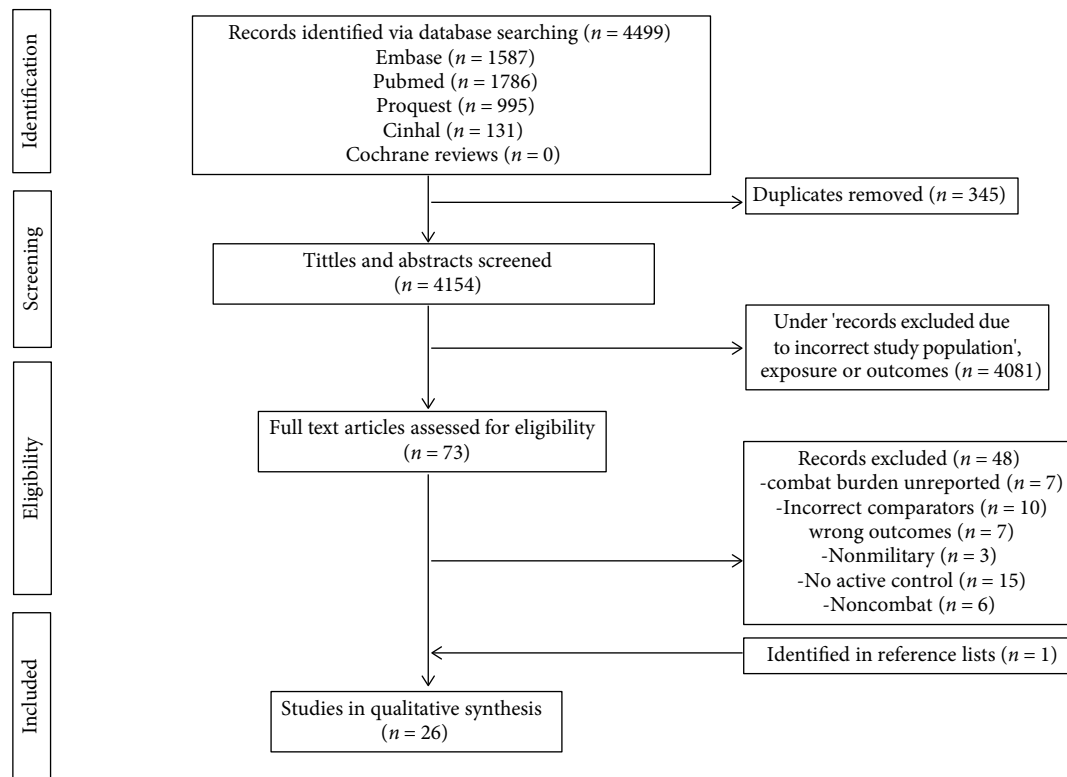 Identification
Records identified via database searching (n = 4499)
Embase (n = 1587)
Pubmed (n = 1786)
Proquest (n = 995)
Cinhal (n = 131)
Cochrane reviews (n = 0)
Duplicates removed (n = 345)
Screening
Tittles and abstracts screened
(n = 4154)
Under 'records excluded due
to incorrect study population',
exposure or outcomes (n = 4081)
Eligibility
Full text articles assessed for eligibility
(n = 73)
Records excluded (n = 48)
-combat burden unreported (n = 7)
-Incorrect comparators (n = 10)
wrong outcomes (n = 7)
-Nonmilitary (n = 3)
-No active control (n = 15)
-Noncombat (n = 6)
Included
Identified in reference lists (n = 1)
Studies in qualitative synthesis
(n = 26)